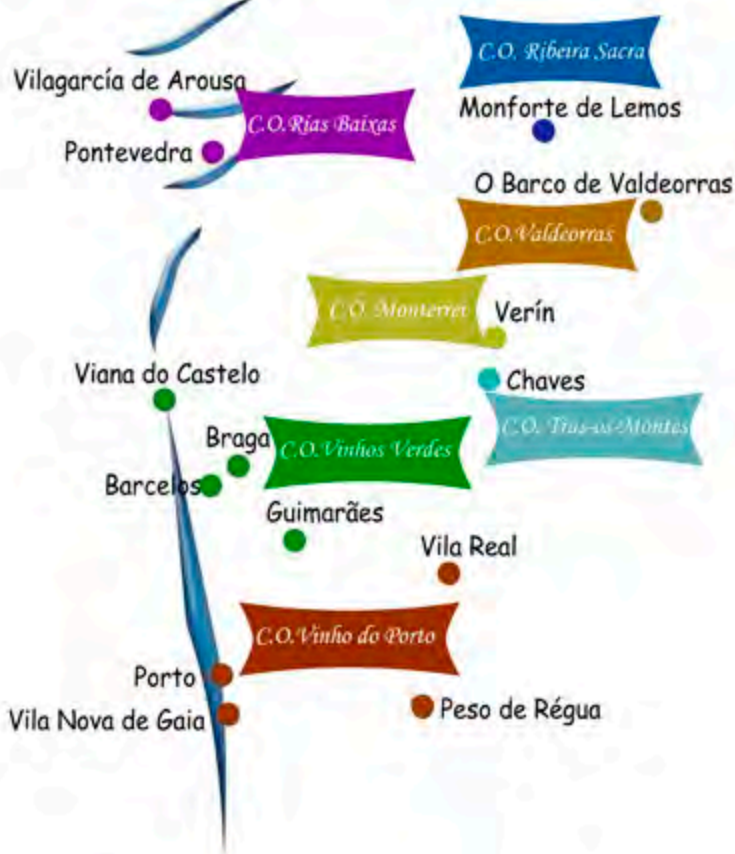 C.O. Ribeira Sacra
Vilagarcía de Arousa
Monforte de Lemos
C.O.Rías Baixas
Pontevedra
O Barco de Valdeorras
C.O.Valdeorras
C.O. Monterrei
Verín
Viana do Castelo
Chaves
C.O. Tras-os-Montes
Braga
C.O.Vinhos Verdes
Barcelos
Guimarães
Vila Real
C.O.Vinho do Porto
Porto
Peso de Régua
Vila Nova de Gaia